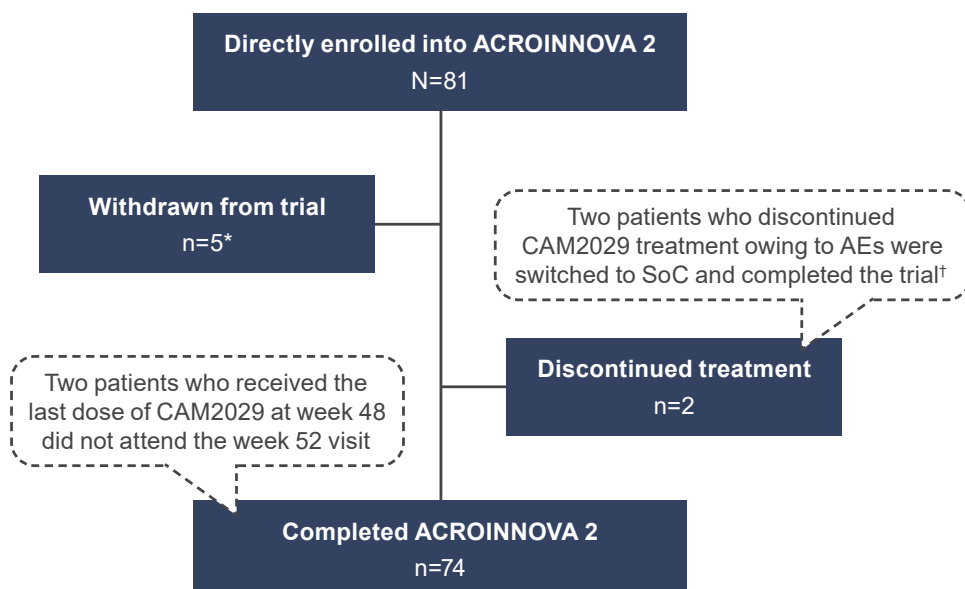 Directly enrolled into ACROINNOVA 2
N=81
Withdrawn from trial
n=5*
Two patients who discontinued
CAM2029 treatment owing to AEs were
switched to SoC and completed the trial†
Discontinued treatment
n=2
Two patients who received the
last dose of CAM2029 at week 48
did not attend the week 52 visit
Completed ACROINNOVA 2
n=74